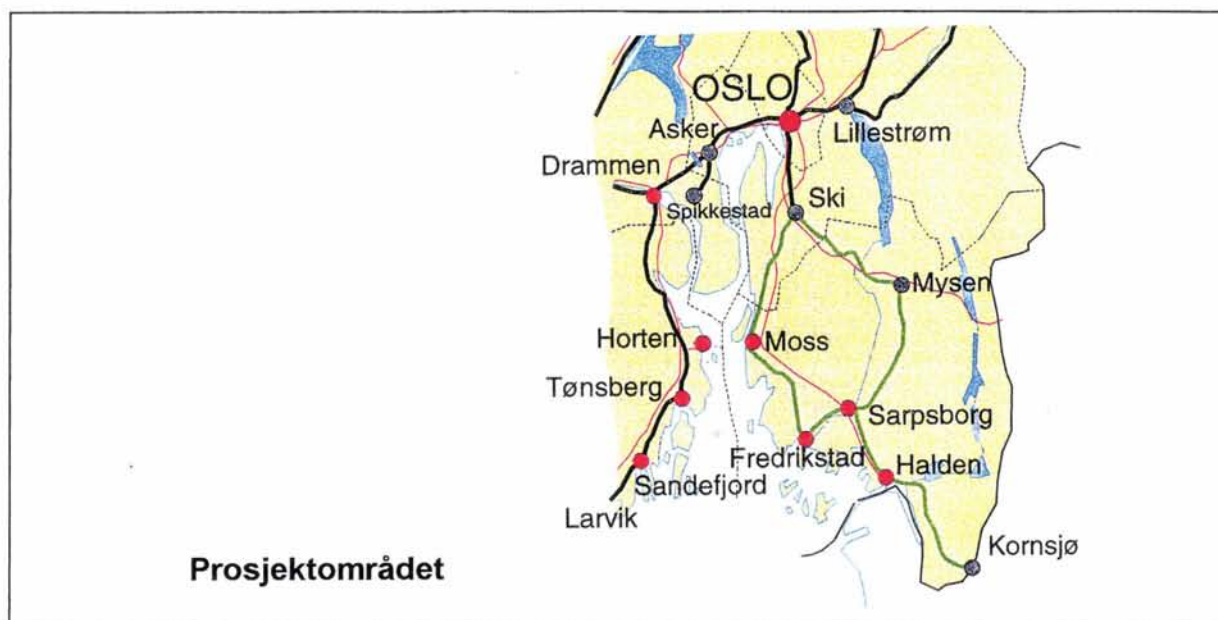 OSLO
Asker
Lillestrøm
Drammen
Spikkestad
Ski
Mysen
Horten
Moss
Tønsberg
Sarpsborg
Fredrikstad
Halden
Sandefjord
Larvik
Kornsjø
Prosjektområdet